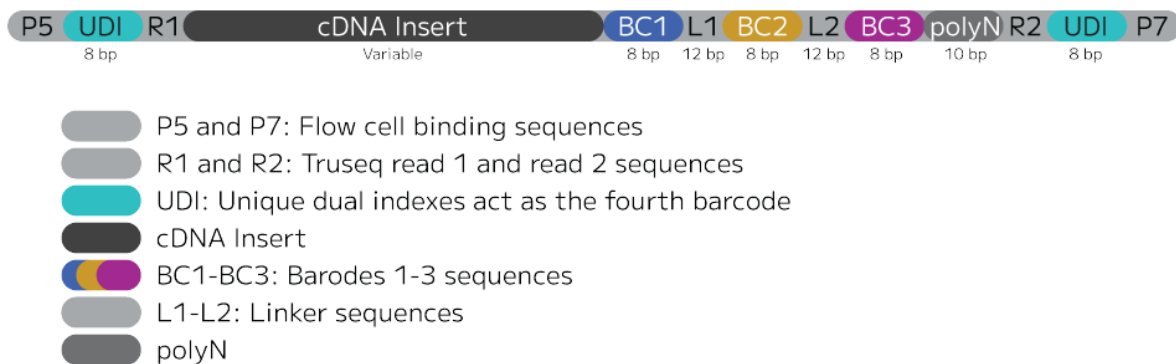 P5 UDI R1 cDNA Insert BC1 L1 BC2 L2 BC3 polyN R2 UDI P7
8 bp Variable 8 bp 12 bp 8 bp 12 bp 8 bp 10 bp 8 bp
P5 and P7: Flow cell binding sequences
R1 and R2: Truseq read 1 and read 2 sequences
UDI: Unique dual indexes act as the fourth barcode
cDNA Insert
BC1-BC3: Barodes 1-3 sequences
L1-L2: Linker sequences
polyN